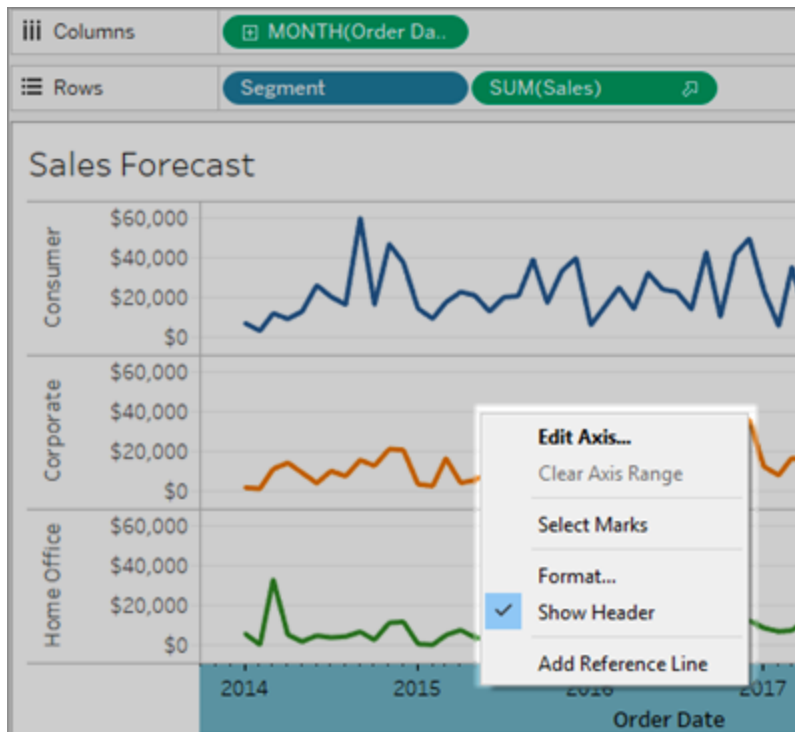 Columns
MONTH(Order Da..
Rows
Segment
SUM(Sales)
Sales Forecast
Consumer
$60,000
$40,000
$20,000
$0
Corporate
$60,000
$40,000
$20,000
$0
Home Office
$60,000
$40,000
$20,000
$0
Edit Axis...
Clear Axis Range
Select Marks
Format...
Show Header
Add Reference Line
2014
2015
2016
2017
Order Date